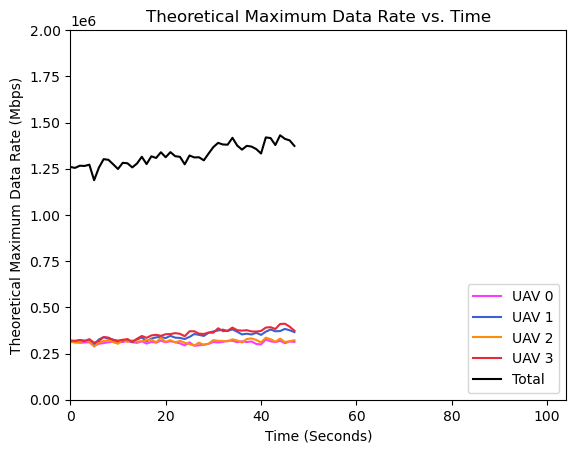 Theoretical Maximum Data Rate vs. Time
1e6
2.00
1.75
1.50
1.25
1.00
0.75
0.50
0.25
0.00
Theoretical Maximum Data Rate (Mbps)
0 20 40 60 80 100
Time (Seconds)
UAV 0
UAV 1
UAV 2
UAV 3
Total